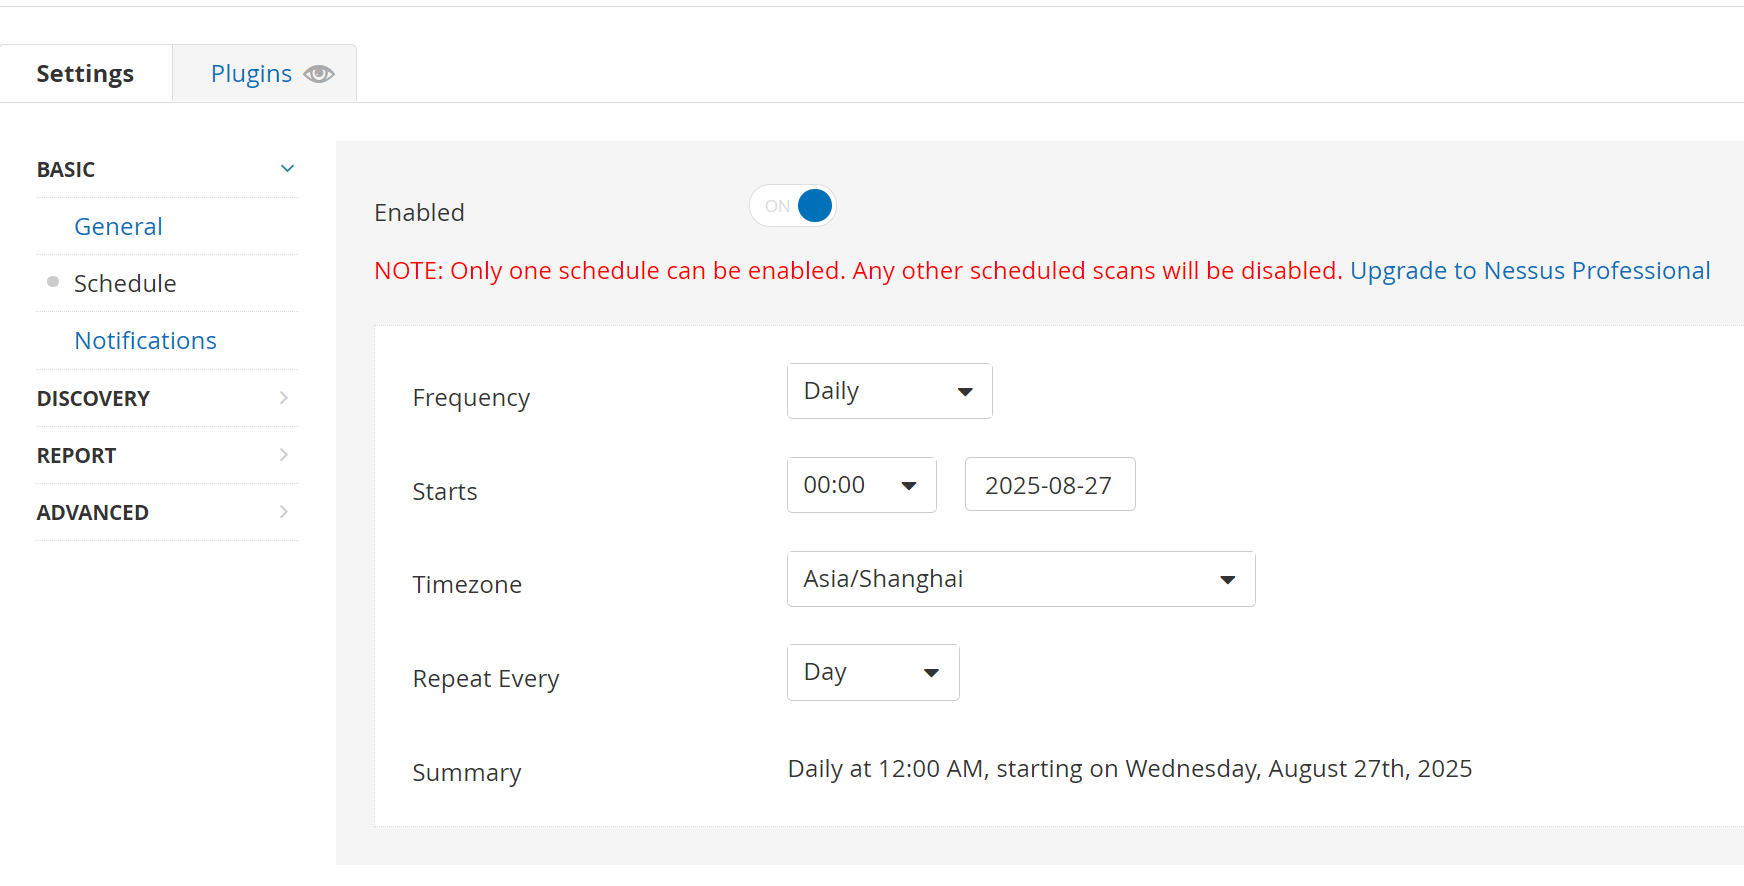 Settings
Plugins
BASIC
General
Schedule
Notifications
DISCOVERY
REPORT
ADVANCED
Enabled
ON
NOTE: Only one schedule can be enabled. Any other scheduled scans will be disabled. Upgrade to Nessus Professional
Frequency
Daily
Starts
00:00
2025-08-27
Timezone
Asia/Shanghai
Repeat Every
Day
Summary
Daily at 12:00 AM, starting on Wednesday, August 27th, 2025